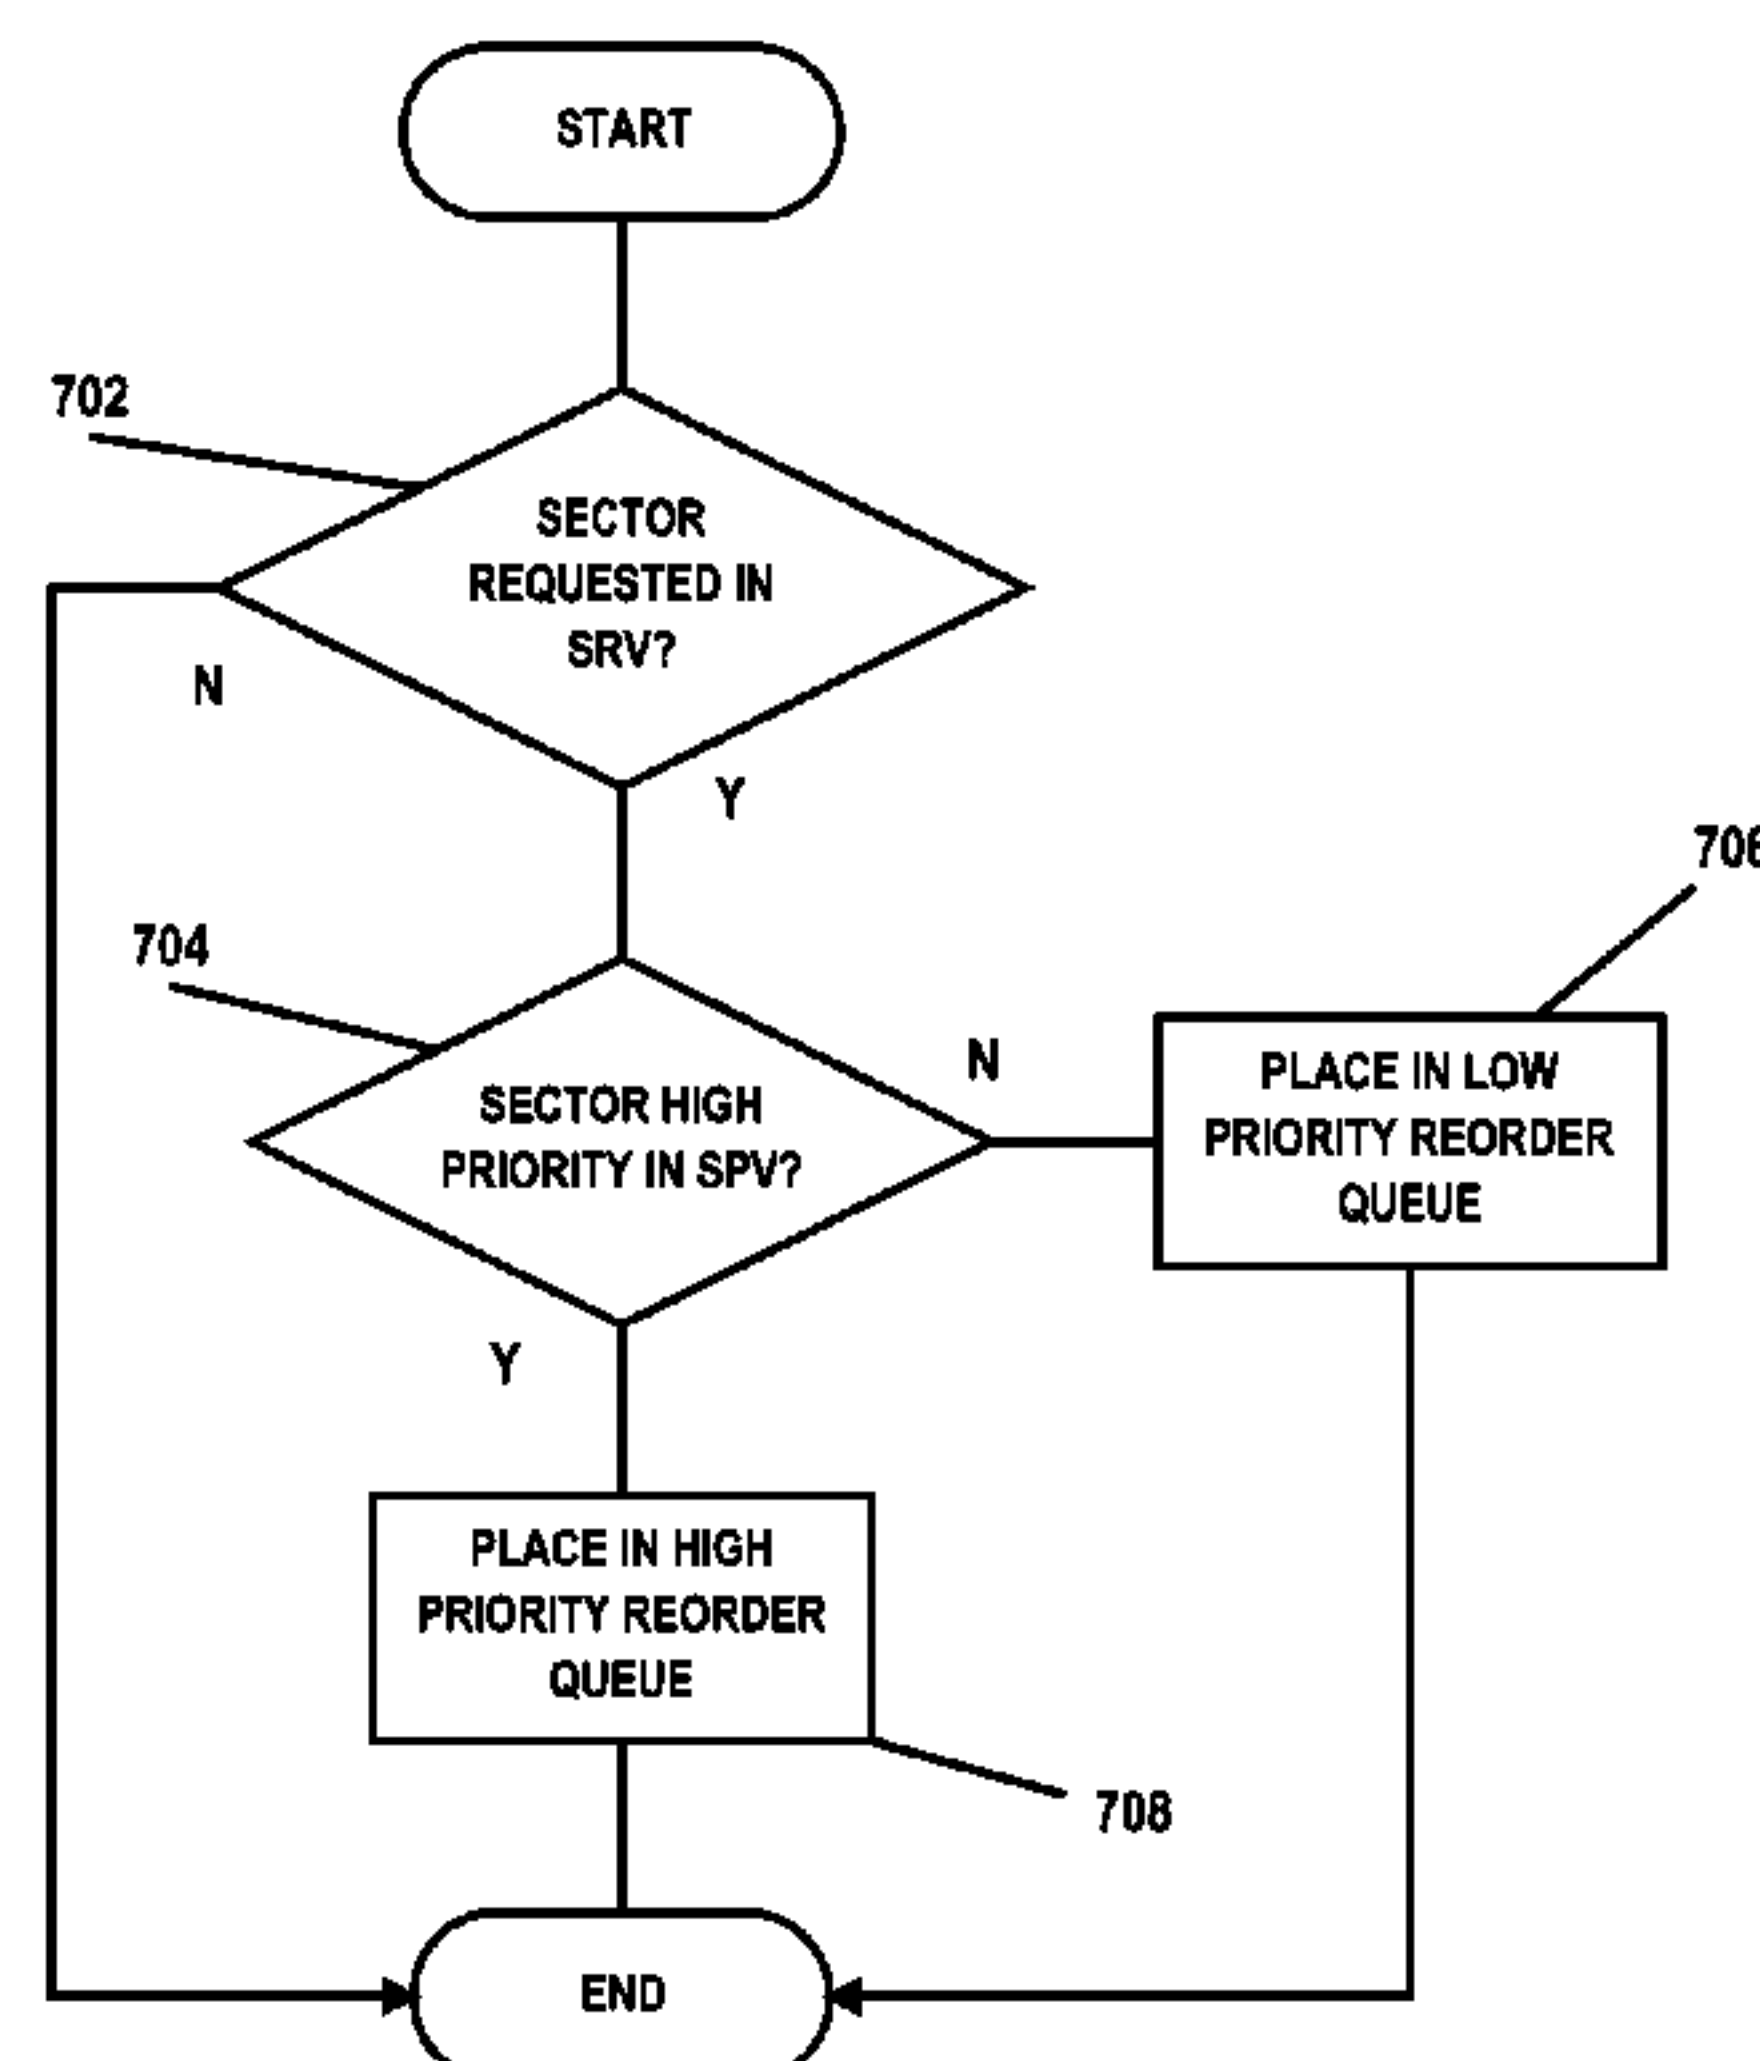 START
702
SECTOR
REQUESTED IN
SRV?
N
Y
706
704
N
SECTOR HIGH
PRIORITY IN SPV?
PLACE IN LOW
PRIORITY REORDER
QUEUE
Y
PLACE IN HIGH
PRIORITY REORDER
QUEUE
708
END